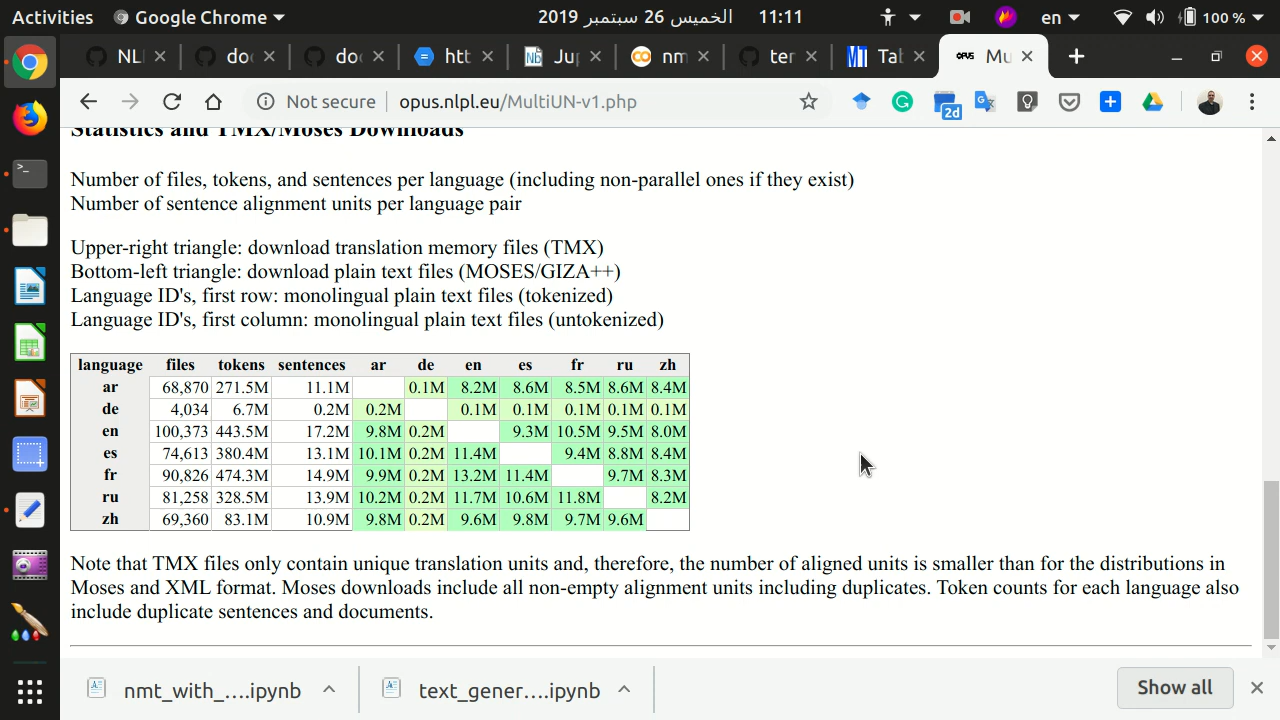 Activities Google Chrome الخميس 26 سبتمبر 2019 11:11 en 100 %
NL do do htt Ju nm ter Tal Mu
Not secure opus.nlpl.eu/MultiUN-v1.php 2d
Statistics and TMX/Moses Downloads
Number of files, tokens, and sentences per language (including non-parallel ones if they exist)
Number of sentence alignment units per language pair
Upper-right triangle: download translation memory files (TMX)
Bottom-left triangle: download plain text files (MOSES/GIZA++)
Language ID's, first row: monolingual plain text files (tokenized)
Language ID's, first column: monolingual plain text files (untokenized)
language files tokens sentences ar de en es fr ru zh
ar 68,870 271.5M 11.1M 0.1M 8.2M 8.6M 8.5M 8.6M 8.4M
de 4,034 6.7M 0.2M 0.2M 0.1M 0.1M 0.1M 0.1M 0.1M
en 100,373 443.5M 17.2M 9.8M 0.2M 9.3M 10.5M 9.5M 8.0M
es 74,613 380.4M 13.1M 10.1M 0.2M 11.4M 9.4M 8.8M 8.4M
fr 90,826 474.3M 14.9M 9.9M 0.2M 13.2M 11.4M 9.7M 8.3M
ru 81,258 328.5M 13.9M 10.2M 0.2M 11.7M 10.6M 11.8M 8.2M
zh 69,360 83.1M 10.9M 9.8M 0.2M 9.6M 9.8M 9.7M 9.6M
Note that TMX files only contain unique translation units and, therefore, the number of aligned units is smaller than for the distributions in
Moses and XML format. Moses downloads include all non-empty alignment units including duplicates. Token counts for each language also
include duplicate sentences and documents.
nmt_with_....ipynb text_gener....ipynb Show all